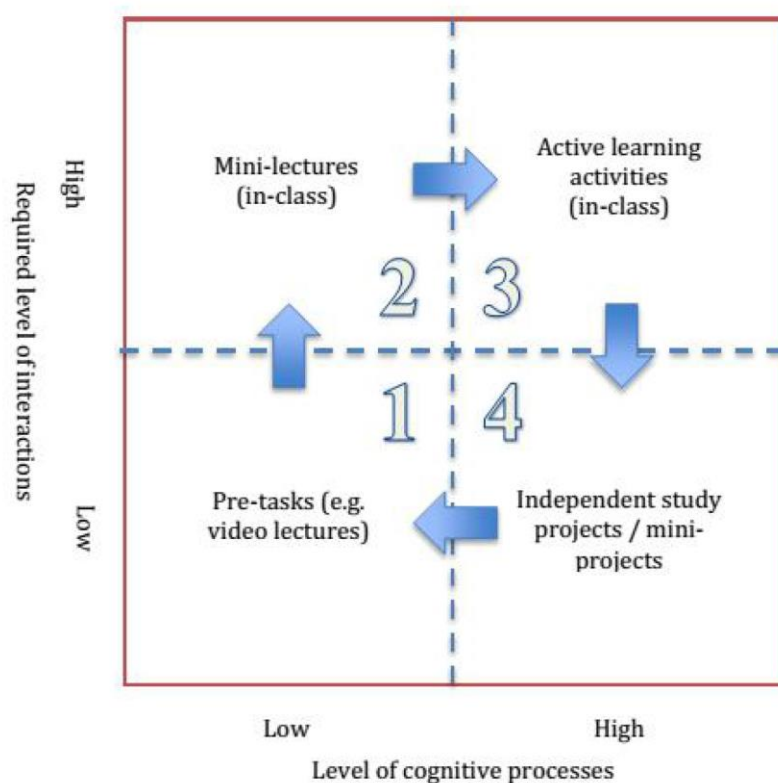 Mini-lectures
(in-class)
Active learning
activities
(in-class)
High
Required level of interactions
2
3
1
4
Pre-tasks (e.g.
video lectures)
Independent study
projects / mini-
projects
Low
Low
High
Level of cognitive processes